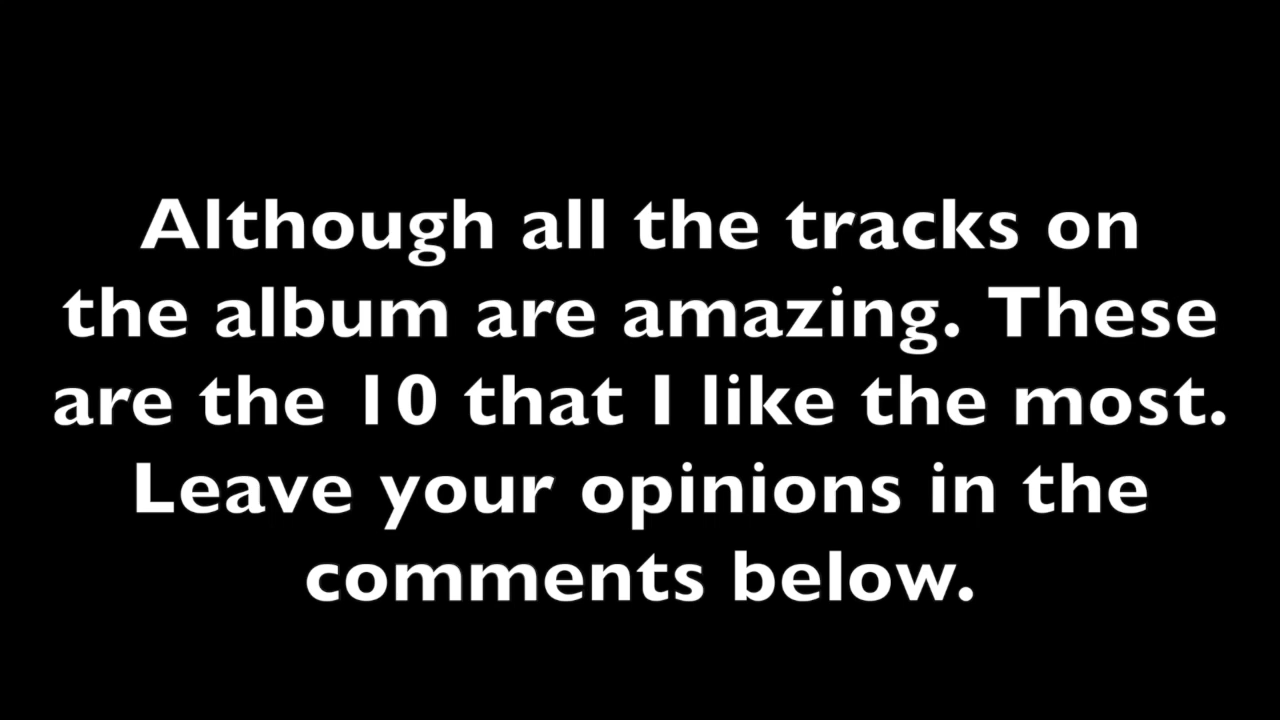 Although all the tracks on
the album are amazing. These
are the 10 that I like the most.
Leave your opinions in the
comments below.